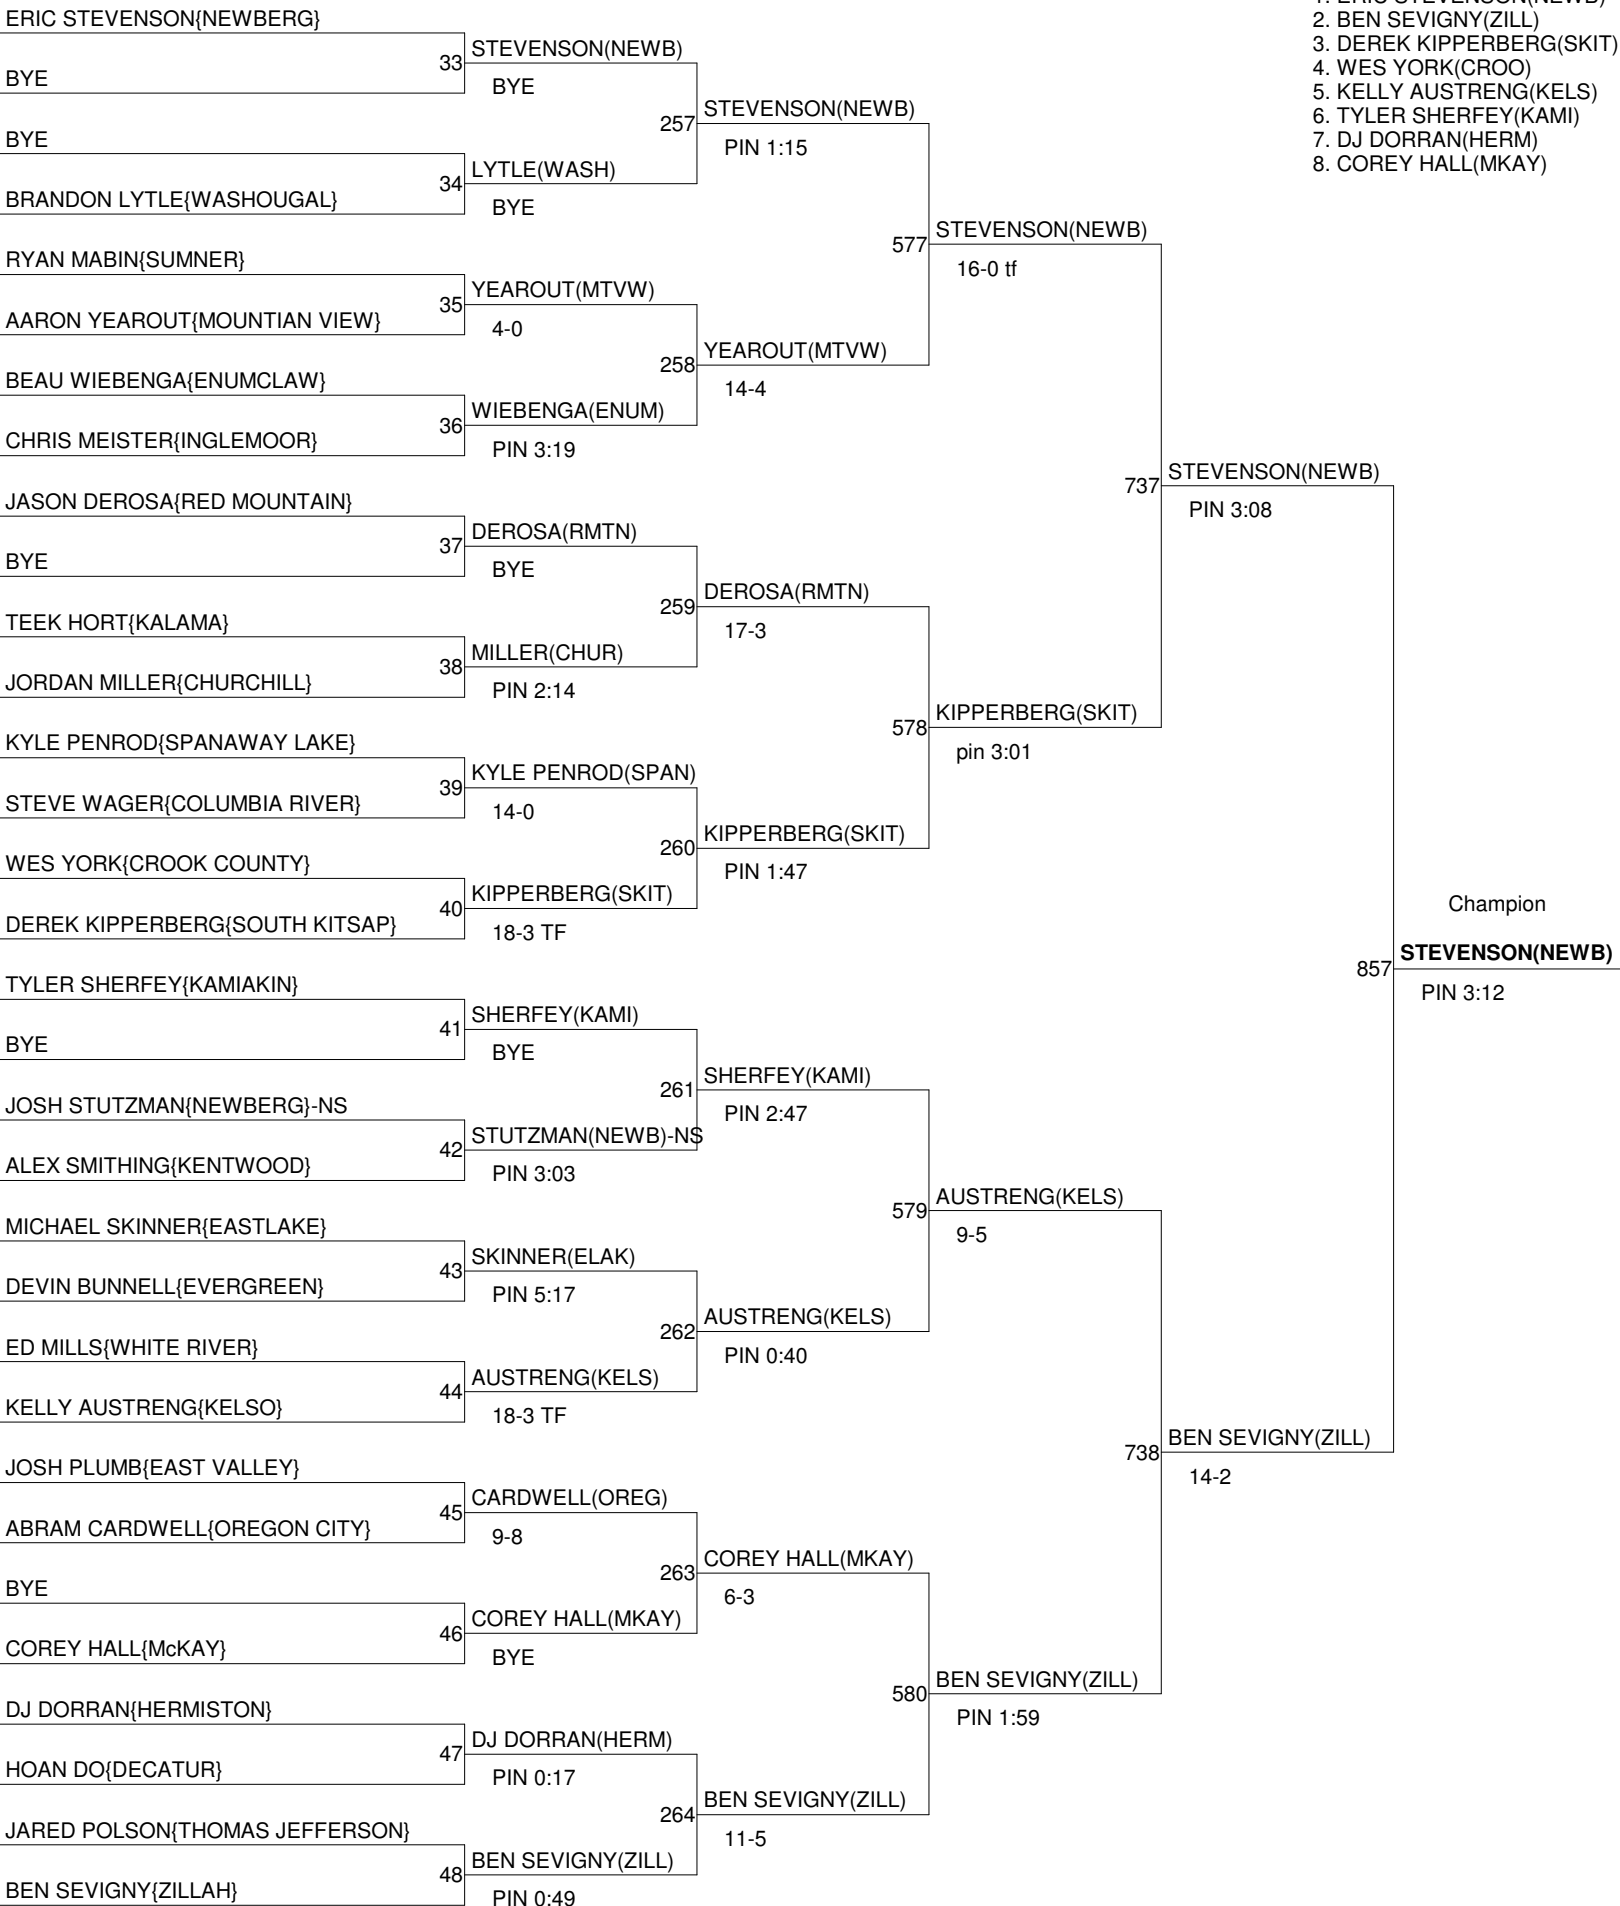 ERIC STEVENSON{NEWBERG}
BYE
BYE
BRANDON LYTLE{WASHOUGAL}
RYAN MABIN{SUMNER}
AARON YEAROUT{MOUNTIAN VIEW}
BEAU WIEBENGA{ENUMCLAW}
CHRIS MEISTER{INGLEMOOR}
JASON DEROSA{RED MOUNTAIN}
BYE
TEEK HORT{KALAMA}
JORDAN MILLER{CHURCHILL}
KYLE PENROD{SPANAWAY LAKE}
STEVE WAGER{COLUMBIA RIVER}
WES YORK{CROOK COUNTY}
DEREK KIPPERBERG{SOUTH KITSAP}
TYLER SHERFEY{KAMIAKIN}
BYE
JOSH STUTZMAN{NEWBERG}-NS
ALEX SMITHING{KENTWOOD}
MICHAEL SKINNER{EASTLAKE}
DEVIN BUNNELL{EVERGREEN}
ED MILLS{WHITE RIVER}
KELLY AUSTRENG{KELSO}
JOSH PLUMB{EAST VALLEY}
ABRAM CARDWELL{OREGON CITY}
BYE
COREY HALL{McKAY}
DJ DORRAN{HERMISTON}
HOAN DO{DECATUR}
JARED POLSON{THOMAS JEFFERSON}
BEN SEVIGNY{ZILLAH}
33 STEVENSON(NEWB)
BYE
34 LYTLE(WASH)
BYE
35 YEAROUT(MTVW)
4-0
36 WIEBENGA(ENUM)
PIN 3:19
37 DEROSA(RMTN)
BYE
38 MILLER(CHUR)
PIN 2:14
39 KYLE PENROD(SPAN)
14-0
40 KIPPERBERG(SKIT)
18-3 TF
41 SHERFEY(KAMI)
BYE
42 STUTZMAN(NEWB)-NS
PIN 3:03
43 SKINNER(ELAK)
PIN 5:17
44 AUSTRENG(KELS)
18-3 TF
45 CARDWELL(OREG)
9-8
46 COREY HALL(MKAY)
BYE
47 DJ DORRAN(HERM)
PIN 0:17
48 BEN SEVIGNY(ZILL)
PIN 0:49
257 STEVENSON(NEWB)
PIN 1:15
258 YEAROUT(MTVW)
14-4
259 DEROSA(RMTN)
17-3
260 KIPPERBERG(SKIT)
PIN 1:47
261 SHERFEY(KAMI)
PIN 2:47
262 AUSTRENG(KELS)
PIN 0:40
263 COREY HALL(MKAY)
6-3
264 BEN SEVIGNY(ZILL)
11-5
577 STEVENSON(NEWB)
16-0 tf
578 KIPPERBERG(SKIT)
pin 3:01
579 AUSTRENG(KELS)
9-5
580 BEN SEVIGNY(ZILL)
PIN 1:59
737 STEVENSON(NEWB)
PIN 3:08
738 BEN SEVIGNY(ZILL)
14-2
Champion
857 STEVENSON(NEWB)
PIN 3:12
1. ERIC STEVENSON(NEWB)
2. BEN SEVIGNY(ZILL)
3. DEREK KIPPERBERG(SKIT)
4. WES YORK(CROO)
5. KELLY AUSTRENG(KELS)
6. TYLER SHERFEY(KAMI)
7. DJ DORRAN(HERM)
8. COREY HALL(MKAY)